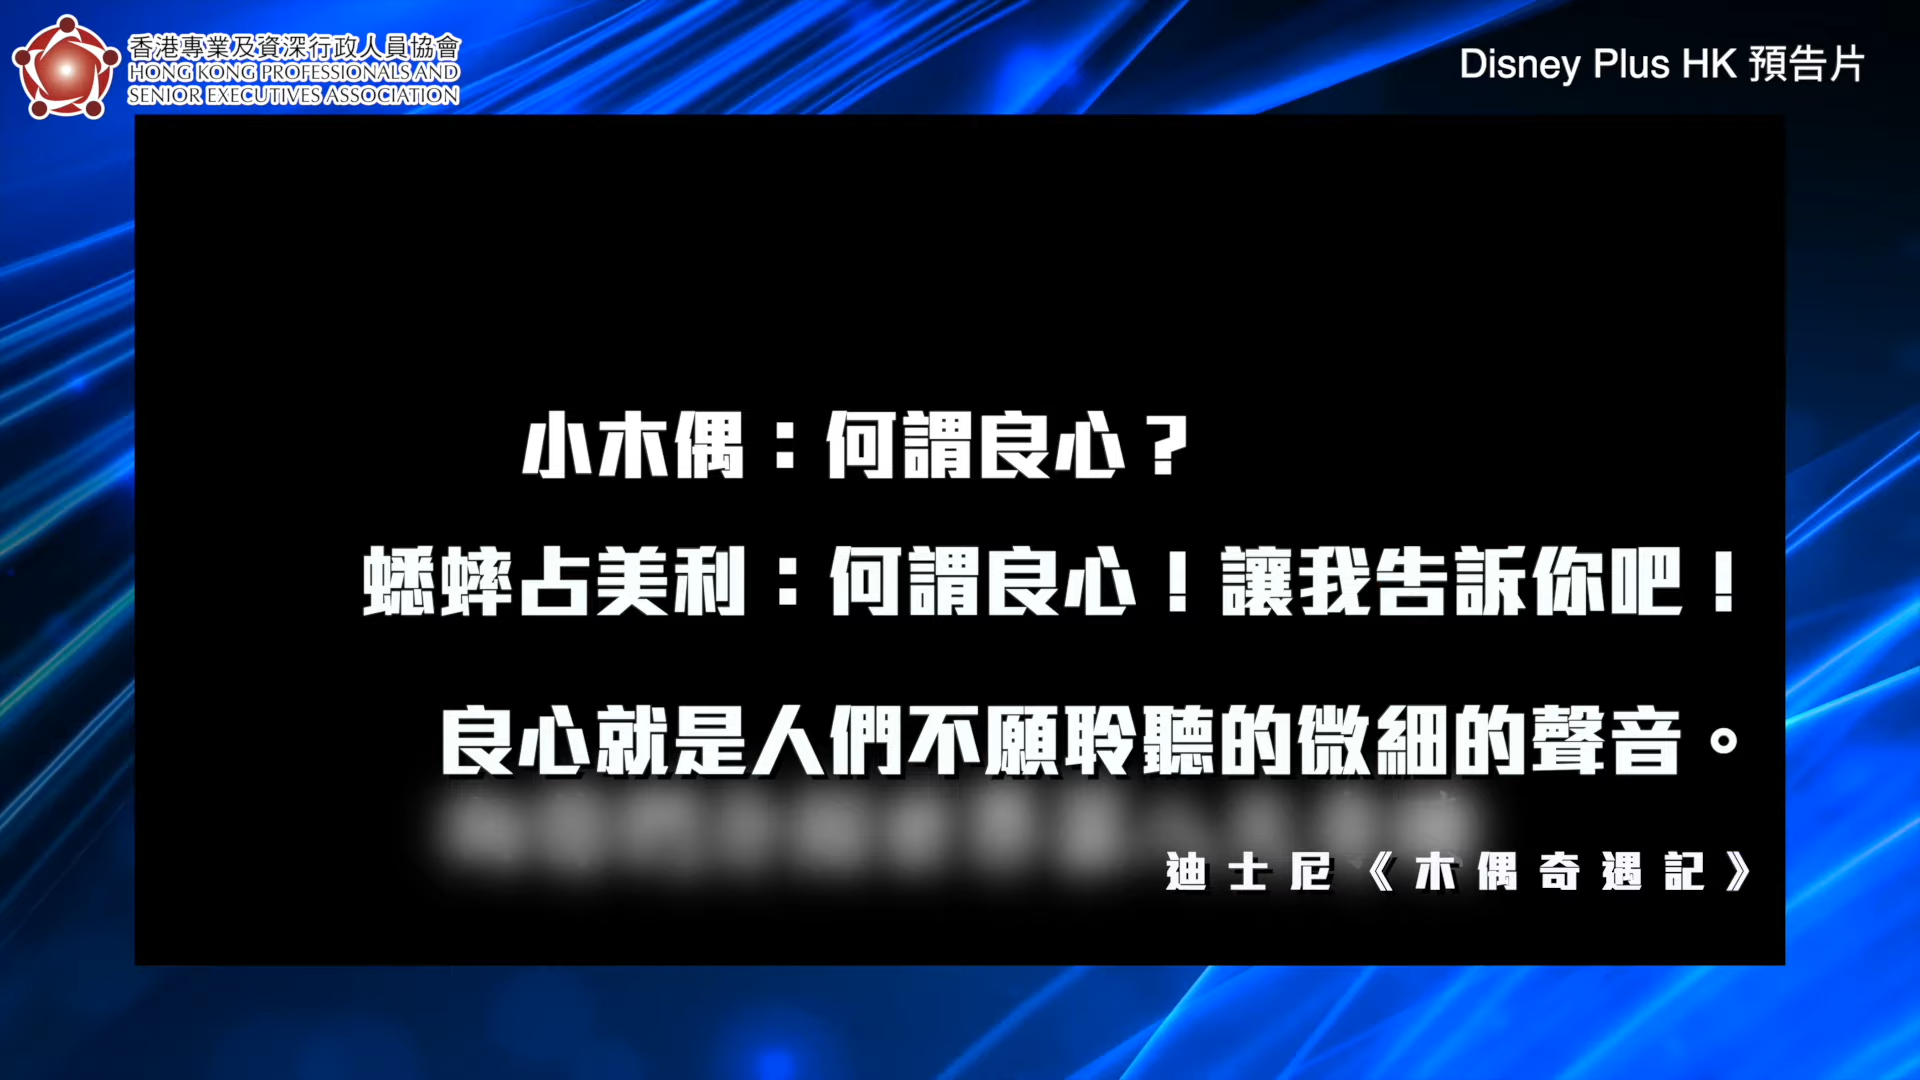 香港專業及資深行政人員協會
HONG KONG PROFESSIONALS AND
SENIOR EXECUTIVES ASSOCIATION
Disney Plus HK 預告片
小木偶：何謂良心？
蟋蟀占美利：何謂良心！讓我告訴你吧！
良心就是人們不願聆聽的微細的聲音。
迪士尼《木偶奇遇記》